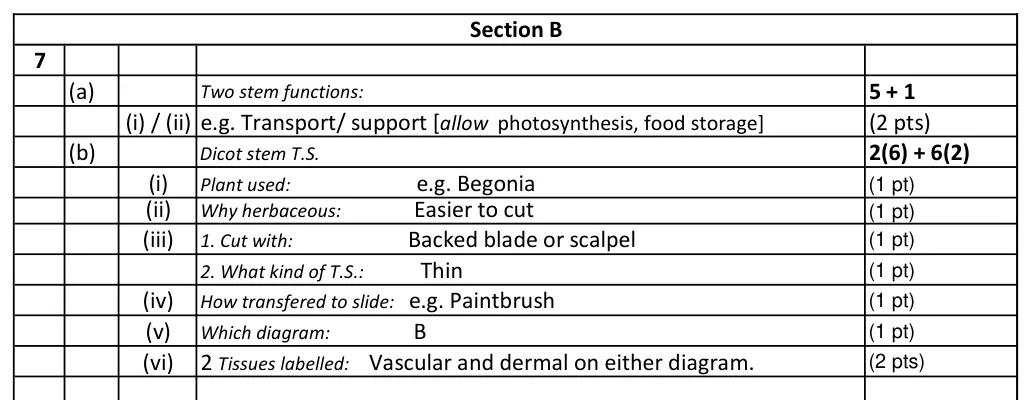 Section B
7
(a) Two stem functions: 5 + 1
(i) / (ii) e.g. Transport/ support [allow photosynthesis, food storage] (2 pts)
(b) Dicot stem T.S. 2(6) + 6(2)
(i) Plant used: e.g. Begonia (1 pt)
(ii) Why herbaceous: Easier to cut (1 pt)
(iii) 1. Cut with: Backed blade or scalpel (1 pt)
2. What kind of T.S.: Thin (1 pt)
(iv) How transfered to slide: e.g. Paintbrush (1 pt)
(v) Which diagram: B (1 pt)
(vi) 2 Tissues labelled: Vascular and dermal on either diagram. (2 pts)